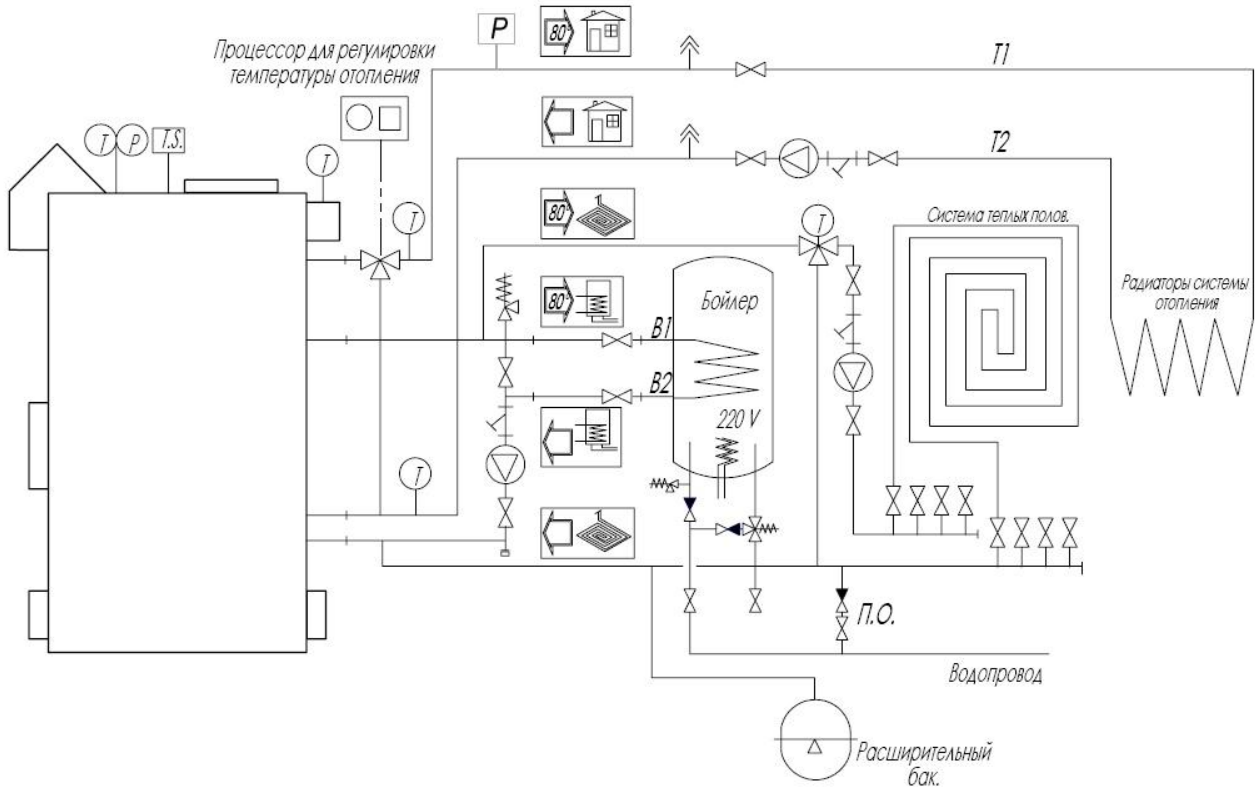 P
80°
Процессор для регулировки
температуры отопления
T1
T
P
T.S.
T
T2
T
80°
T
Система теплых полов.
Радиаторы системы
отопления
80°
Бойлер
B1
B2
220 V
T
П.О.
Водопровод
Расширительный
бак.